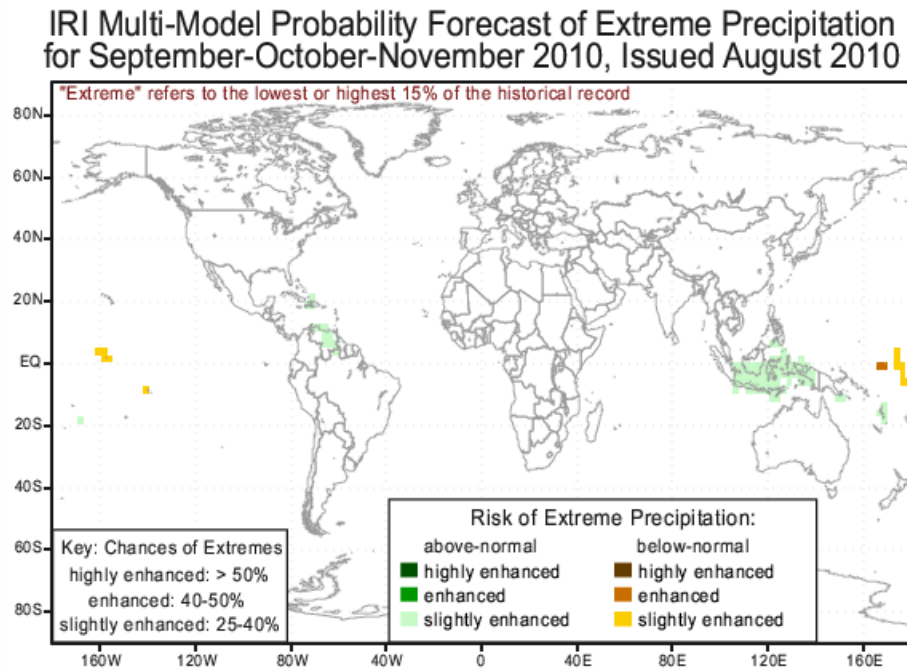 IRI Multi-Model Probability Forecast of Extreme Precipitation
for September-October-November 2010, Issued August 2010
"Extreme" refers to the lowest or highest 15% of the historical record
80N
60N
40N
20N
EQ
20S
40S
60S
80S
Key: Chances of Extremes
highly enhanced: > 50%
enhanced: 40-50%
slightly enhanced: 25-40%
Risk of Extreme Precipitation:
above-normal below-normal
highly enhanced highly enhanced
enhanced enhanced
slightly enhanced slightly enhanced
160W 120W 80W 40W 0 40E 80E 120E 160E